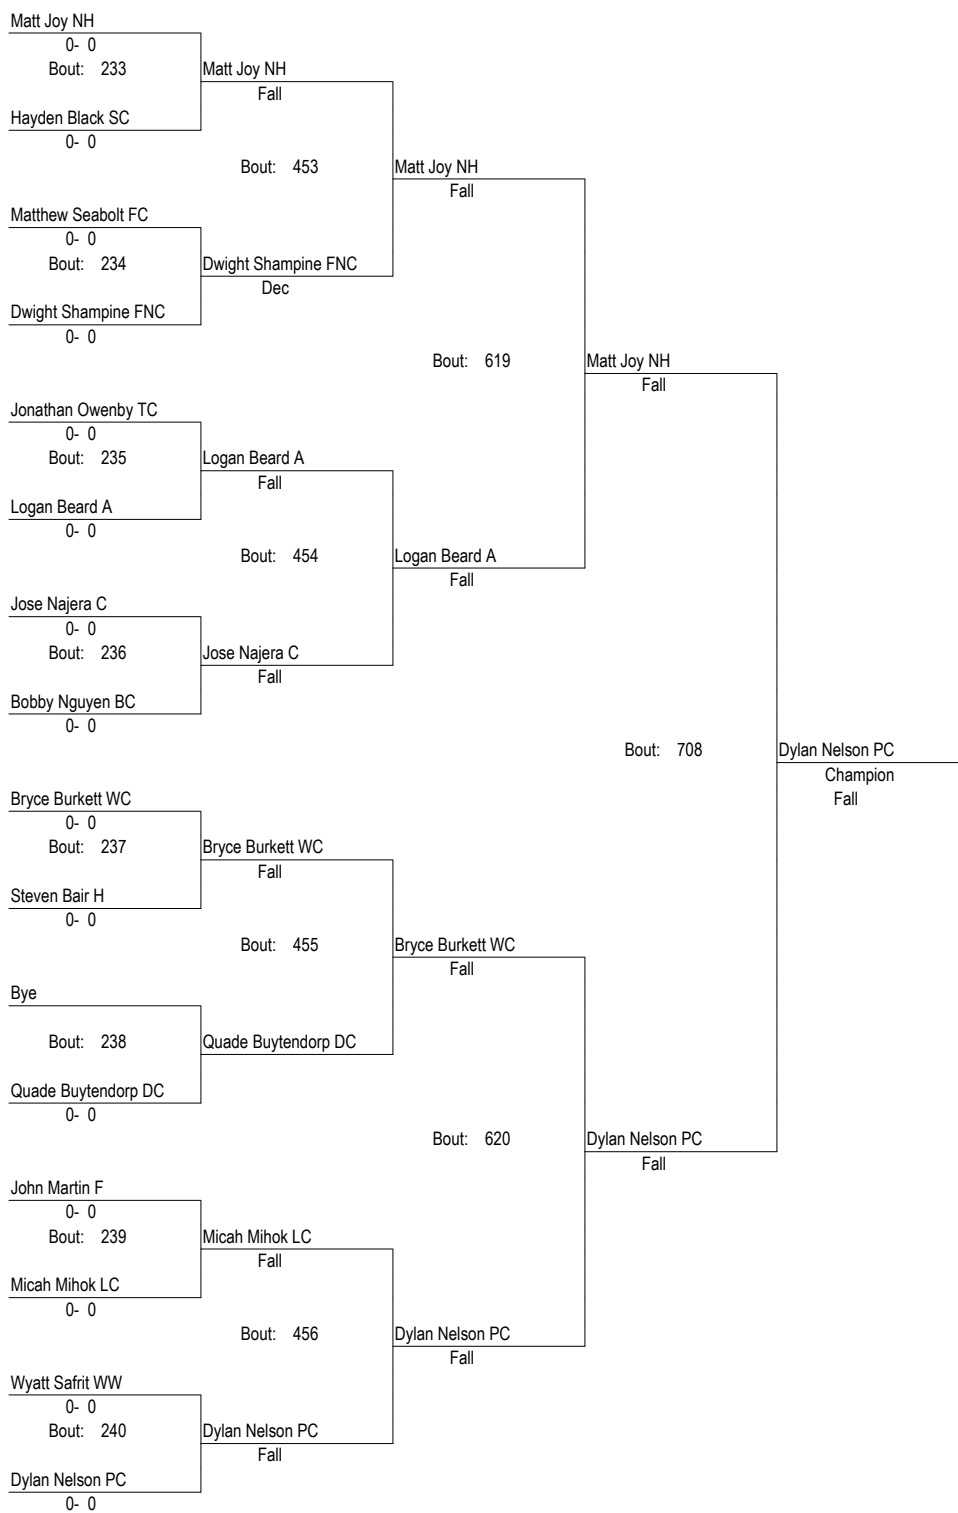 Matt Joy NH
0- 0
Bout: 233
Matt Joy NH
Fall
Hayden Black SC
0- 0
Bout: 453
Matt Joy NH
Fall
Matthew Seabolt FC
0- 0
Bout: 234
Dwight Shampine FNC
Dec
Dwight Shampine FNC
0- 0
Bout: 619
Matt Joy NH
Fall
Jonathan Owenby TC
0- 0
Bout: 235
Logan Beard A
Fall
Logan Beard A
0- 0
Bout: 454
Logan Beard A
Fall
Jose Najera C
0- 0
Bout: 236
Jose Najera C
Fall
Bobby Nguyen BC
0- 0
Bout: 708
Dylan Nelson PC
Champion
Fall
Bryce Burkett WC
0- 0
Bout: 237
Bryce Burkett WC
Fall
Steven Bair H
0- 0
Bout: 455
Bryce Burkett WC
Fall
Bye
Bout: 238
Quade Buytendorp DC
Quade Buytendorp DC
0- 0
Bout: 620
Dylan Nelson PC
Fall
John Martin F
0- 0
Bout: 239
Micah Mihok LC
Fall
Micah Mihok LC
0- 0
Bout: 456
Dylan Nelson PC
Fall
Wyatt Safrit WW
0- 0
Bout: 240
Dylan Nelson PC
Fall
Dylan Nelson PC
0- 0